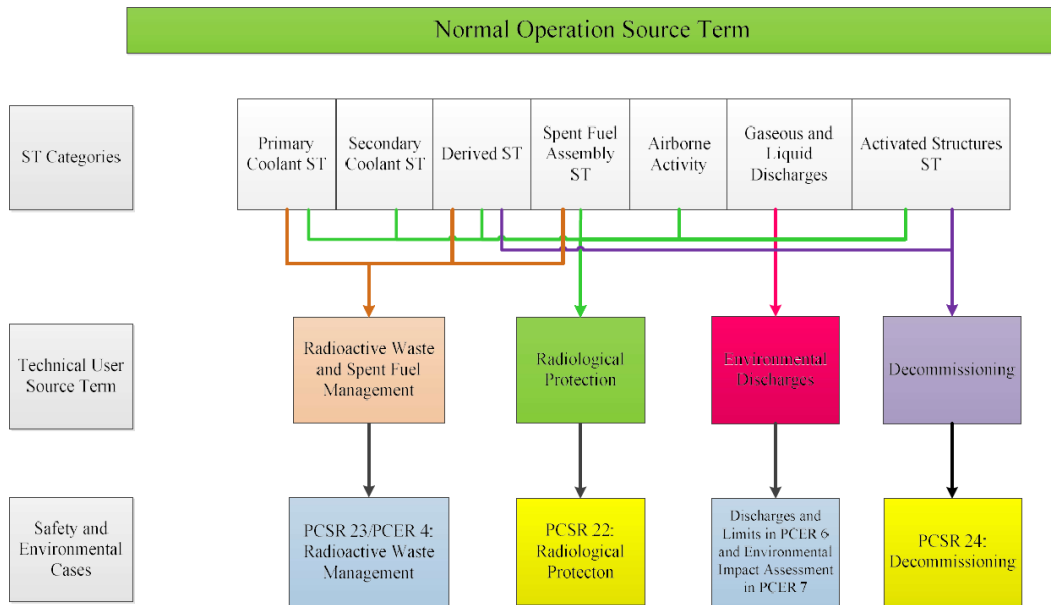 Normal Operation Source Term
ST Categories
Primary
Coolant ST
Secondary
Coolant ST
Derived ST
Spent Fuel
Assembly
ST
Airborne
Activity
Gaseous and
Liquid
Discharges
Activated Structures
ST
Technical User
Source Term
Radioactive Waste
and Spent Fuel
Management
Radiological
Protection
Environmental
Discharges
Decommissioning
Safety and
Environmental
Cases
PCSR 23/PCER 4:
Radioactive Waste
Management
PCSR 22:
Radiological
Protecton
Discharges and
Limits in PCER 6
and Environmental
Impact Assessment
in PCER 7
PCSR 24:
Decommissioning